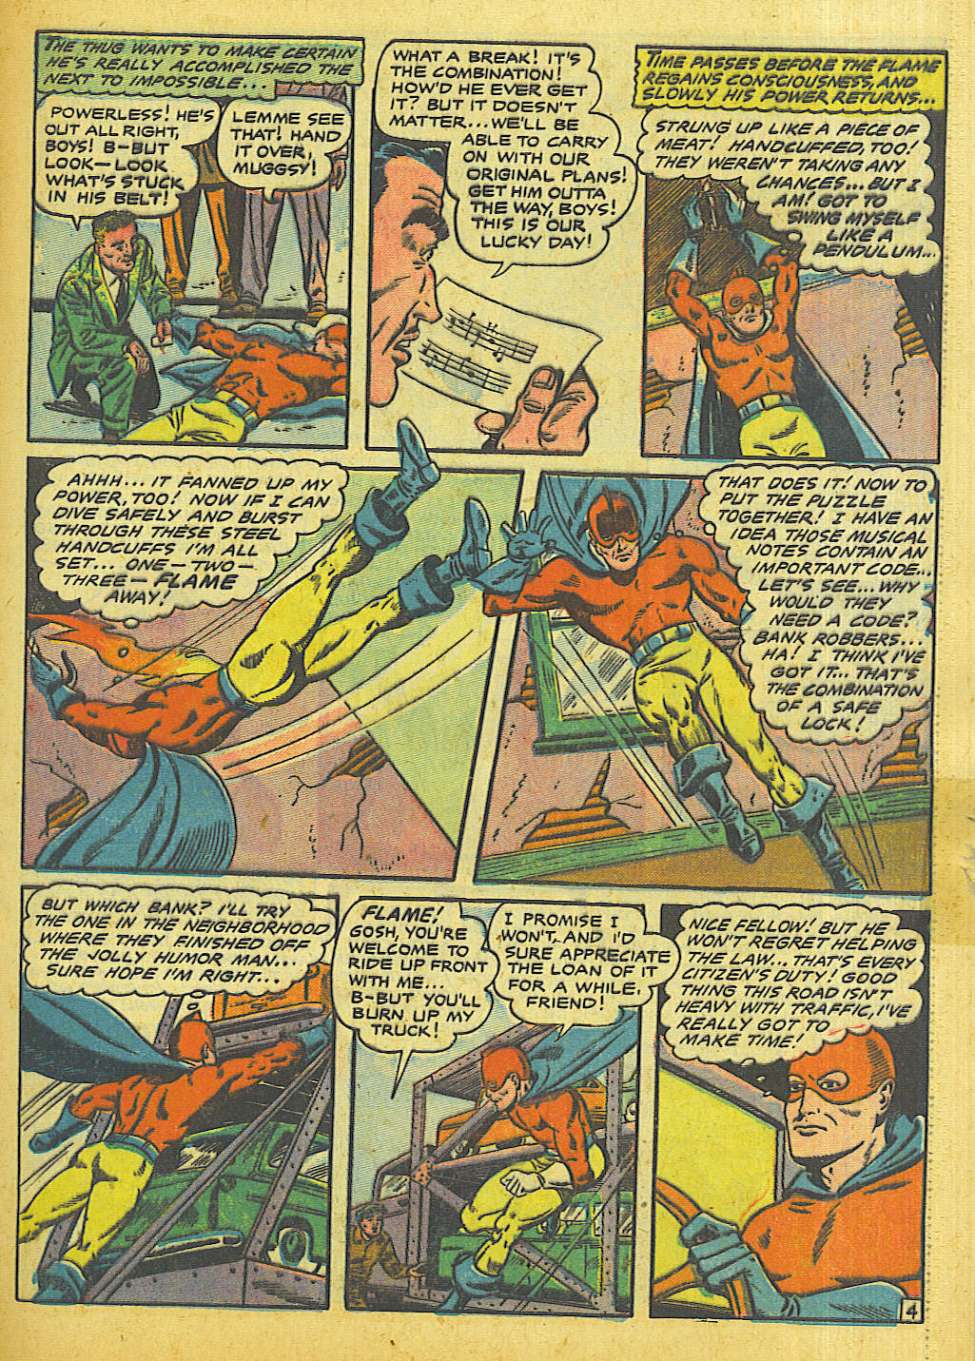 THE THUG WANTS TO MAKE CERTAIN
HE'S REALLY ACCOMPLISHED THE
NEXT TO IMPOSSIBLE...
POWERLESS! HE'S
OUT ALL RIGHT,
BOYS! B-BUT
LOOK—LOOK
WHAT'S STUCK
IN HIS BELT!
LEMME SEE
THAT! HAND
IT OVER,
MUGGSY!
WHAT A BREAK! IT'S
THE COMBINATION!
HOW'D HE EVER GET
IT? BUT IT DOESN'T
MATTER...WE'LL BE
ABLE TO CARRY
ON WITH OUR
ORIGINAL PLANS!
GET HIM OUTTA
THE WAY, BOYS!
THIS IS OUR
LUCKY DAY!
TIME PASSES BEFORE THE FLAME
REGAINS CONSCIOUSNESS, AND
SLOWLY HIS POWER RETURNS...
STRUNG UP LIKE A PIECE OF
MEAT! HANDCUFFED, TOO!
THEY WEREN'T TAKING ANY
CHANCES... BUT I
AM! GOT TO
SWING MYSELF
LIKE A
PENDULUM...
AHHH... IT FANNED UP MY
POWER, TOO! NOW IF I CAN
DIVE SAFELY AND BURST
THROUGH THESE STEEL
HANDCUFFS I'M ALL
SET... ONE—TWO—
THREE—FLAME
AWAY!
THAT DOES IT! NOW TO
PUT THE PUZZLE
TOGETHER! I HAVE AN
IDEA THOSE MUSICAL
NOTES CONTAIN AN
IMPORTANT CODE...
LET'S SEE... WHY
WOULD THEY
NEED A CODE?
BANK ROBBERS...
HA! I THINK I'VE
GOT IT... THAT'S
THE COMBINATION
OF A SAFE
LOCK!
BUT WHICH BANK? I'LL TRY
THE ONE IN THE NEIGHBORHOOD
WHERE THEY FINISHED OFF
THE JOLLY HUMOR MAN...
SURE HOPE I'M RIGHT...
FLAME!
GOSH, YOU'RE
WELCOME TO
RIDE UP FRONT
WITH ME...
B-BUT YOU'LL
BURN UP MY
TRUCK!
I PROMISE I
WON'T, AND I'D
SURE APPRECIATE
THE LOAN OF IT
FOR A WHILE,
FRIEND!
NICE FELLOW! BUT HE
WON'T REGRET HELPING
THE LAW... THAT'S EVERY
CITIZEN'S DUTY! GOOD
THING THIS ROAD ISN'T
HEAVY WITH TRAFFIC, I'VE
REALLY GOT TO
MAKE TIME!
4